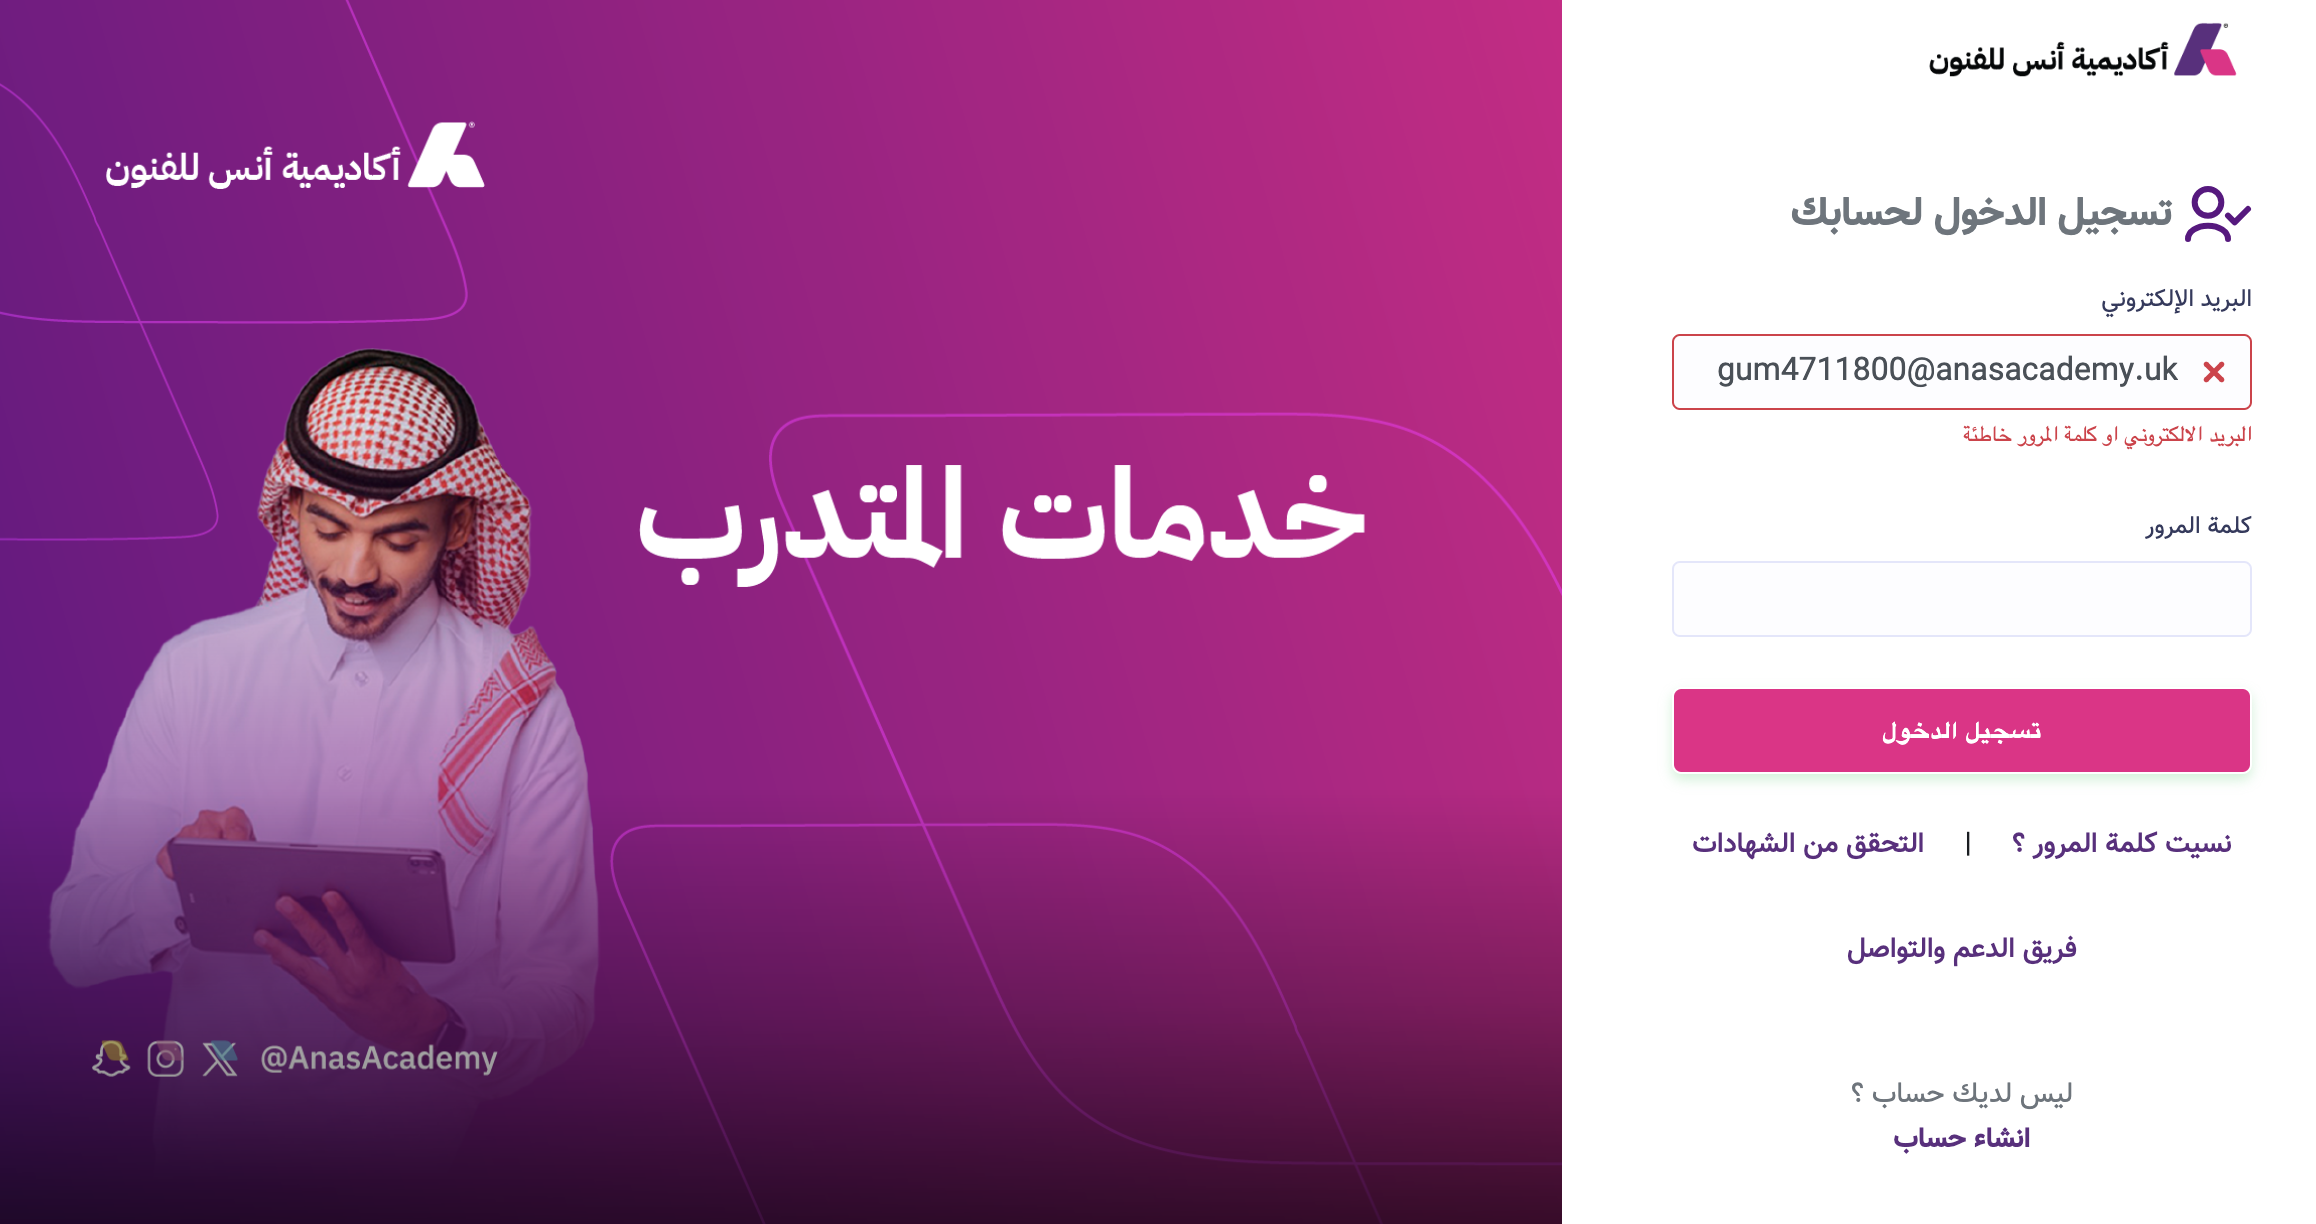 أكاديمية أنس للفنون
خدمات المتدرب
@AnasAcademy
أكاديمية أنس للفنون
تسجيل الدخول لحسابك
البريد الإلكتروني
gum4711800@anasacademy.uk
البريد الالكتروني او كلمة المرور خاطئة
كلمة المرور
تسجيل الدخول
نسيت كلمة المرور ؟ | التحقق من الشهادات
فريق الدعم والتواصل
ليس لديك حساب ؟
انشاء حساب